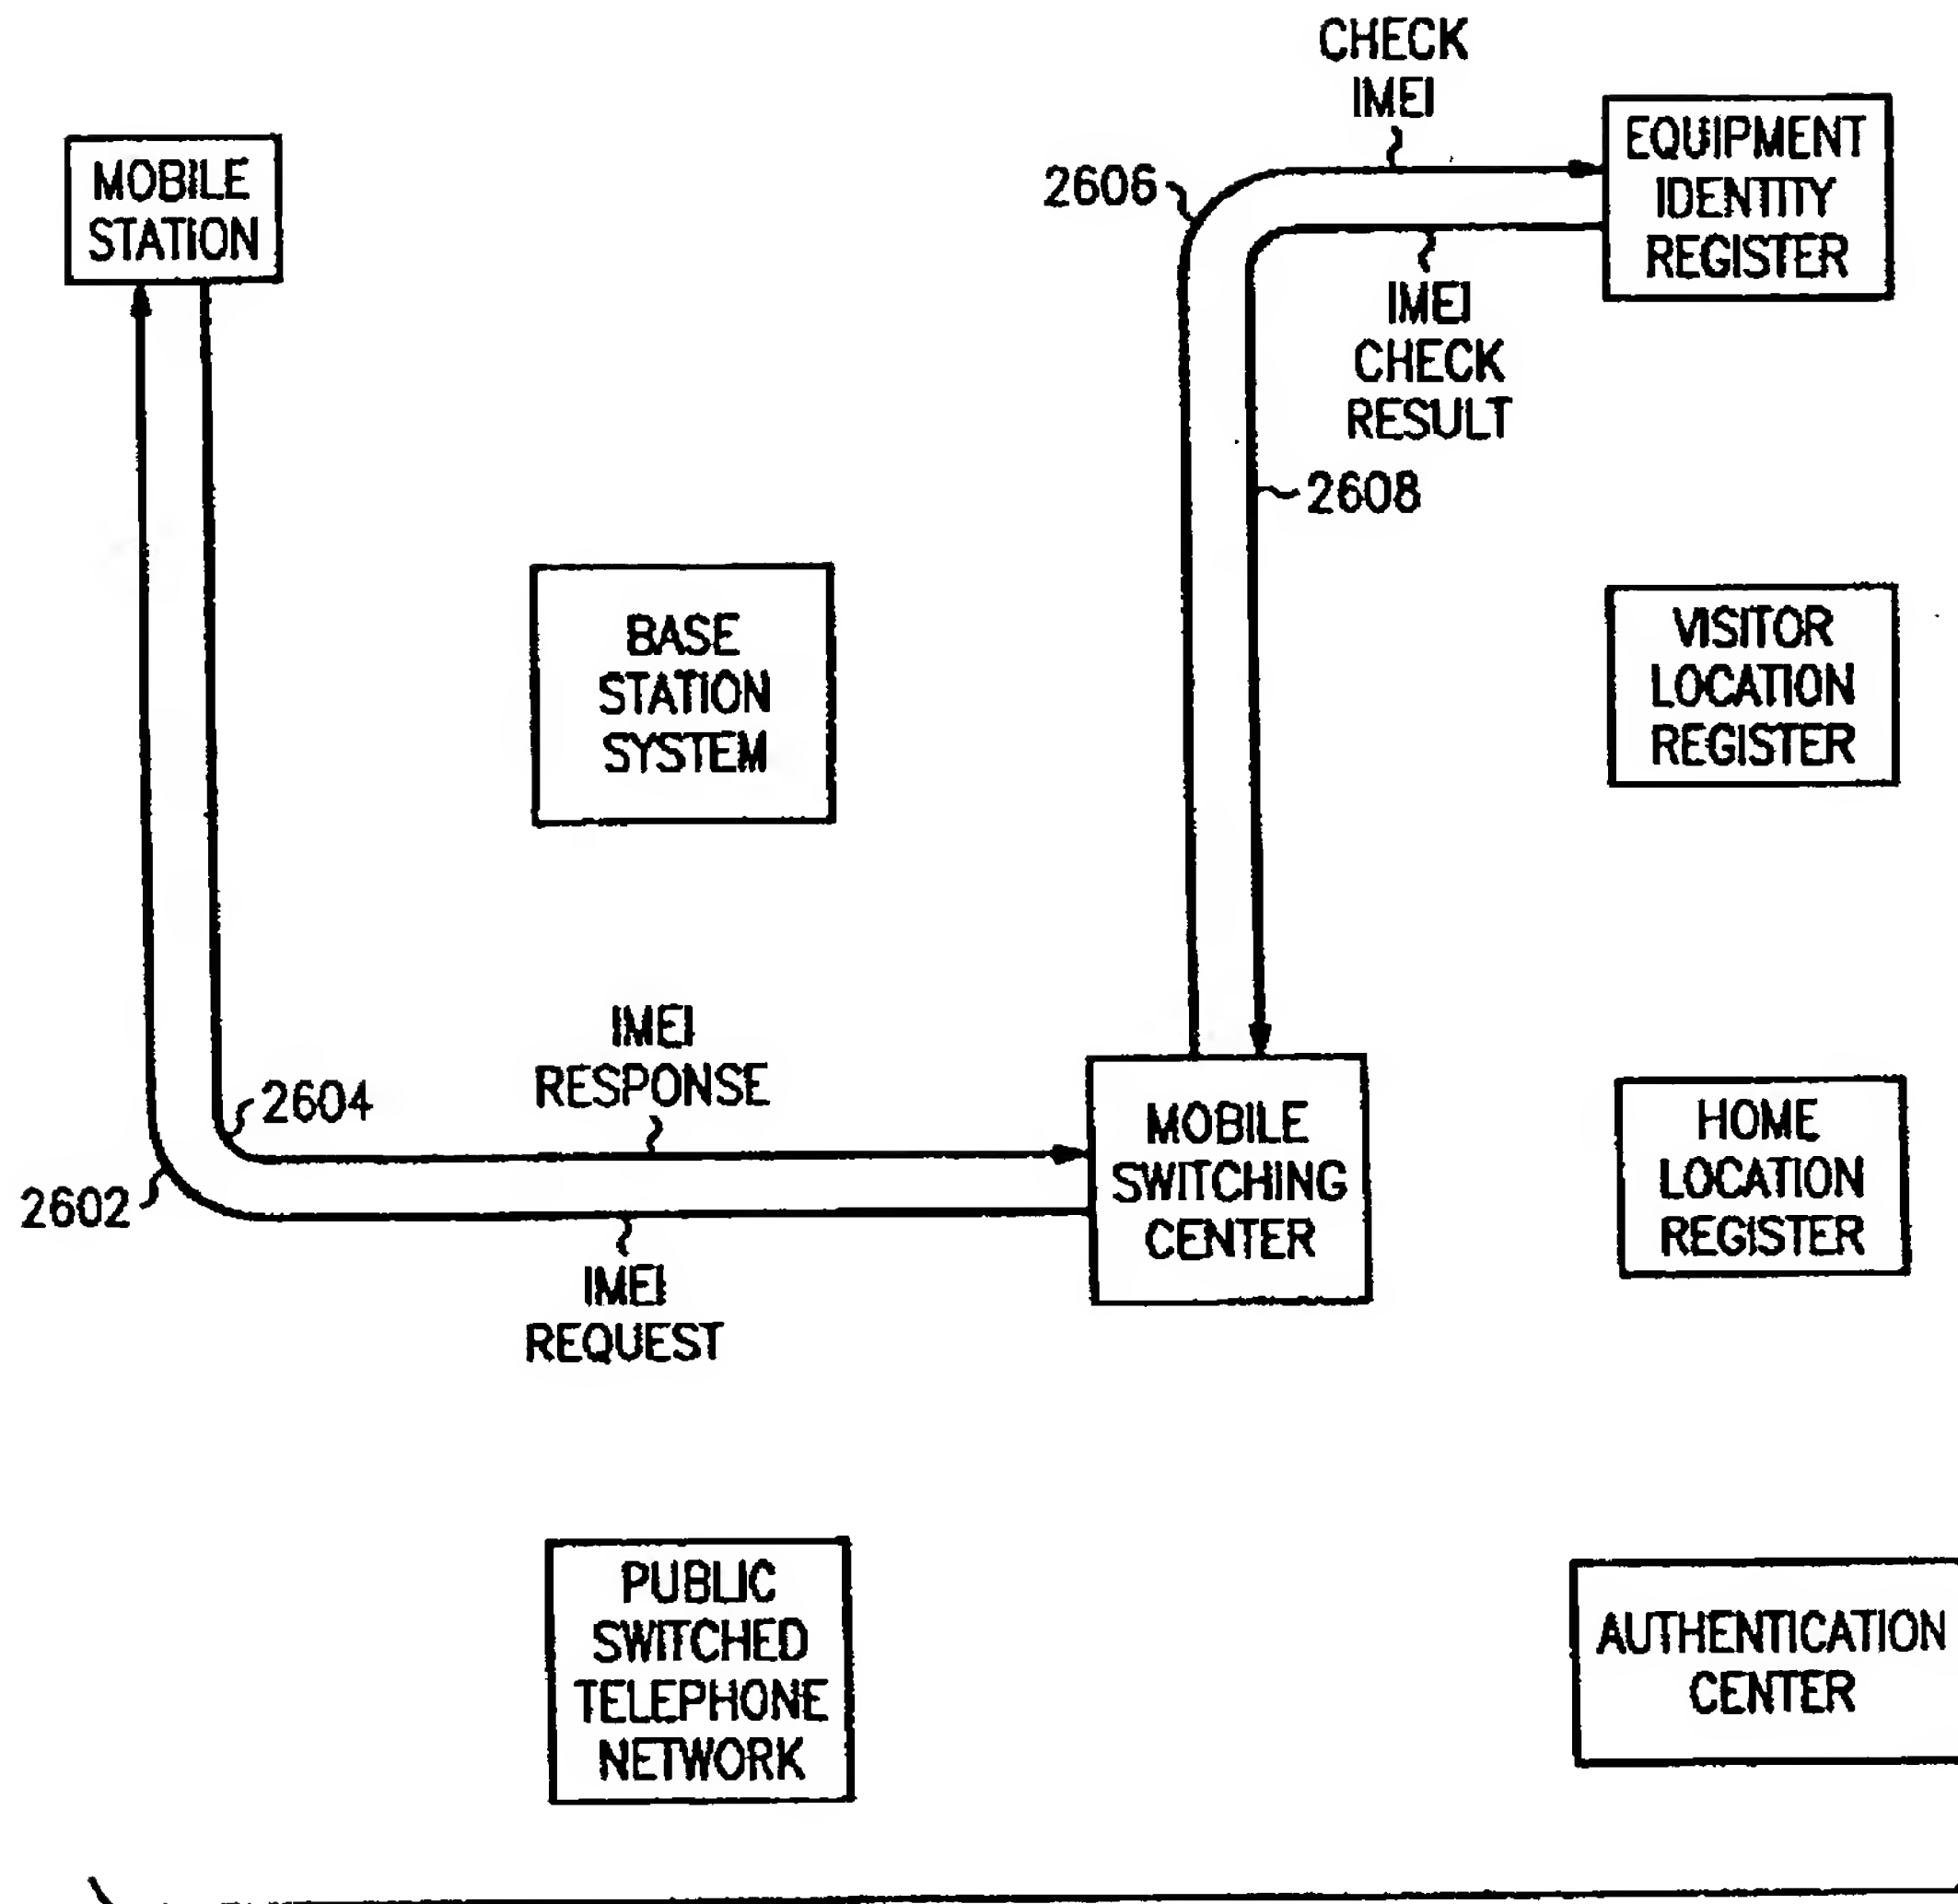 CHECK
IMEI
EQUIPMENT
IDENTITY
REGISTER
MOBILE
STATION
2606
IMEI
CHECK
RESULT
2608
BASE
STATION
SYSTEM
VISITOR
LOCATION
REGISTER
IMEI
RESPONSE
2604
2602
MOBILE
SWITCHING
CENTER
HOME
LOCATION
REGISTER
IMEI
REQUEST
PUBLIC
SWITCHED
TELEPHONE
NETWORK
AUTHENTICATION
CENTER